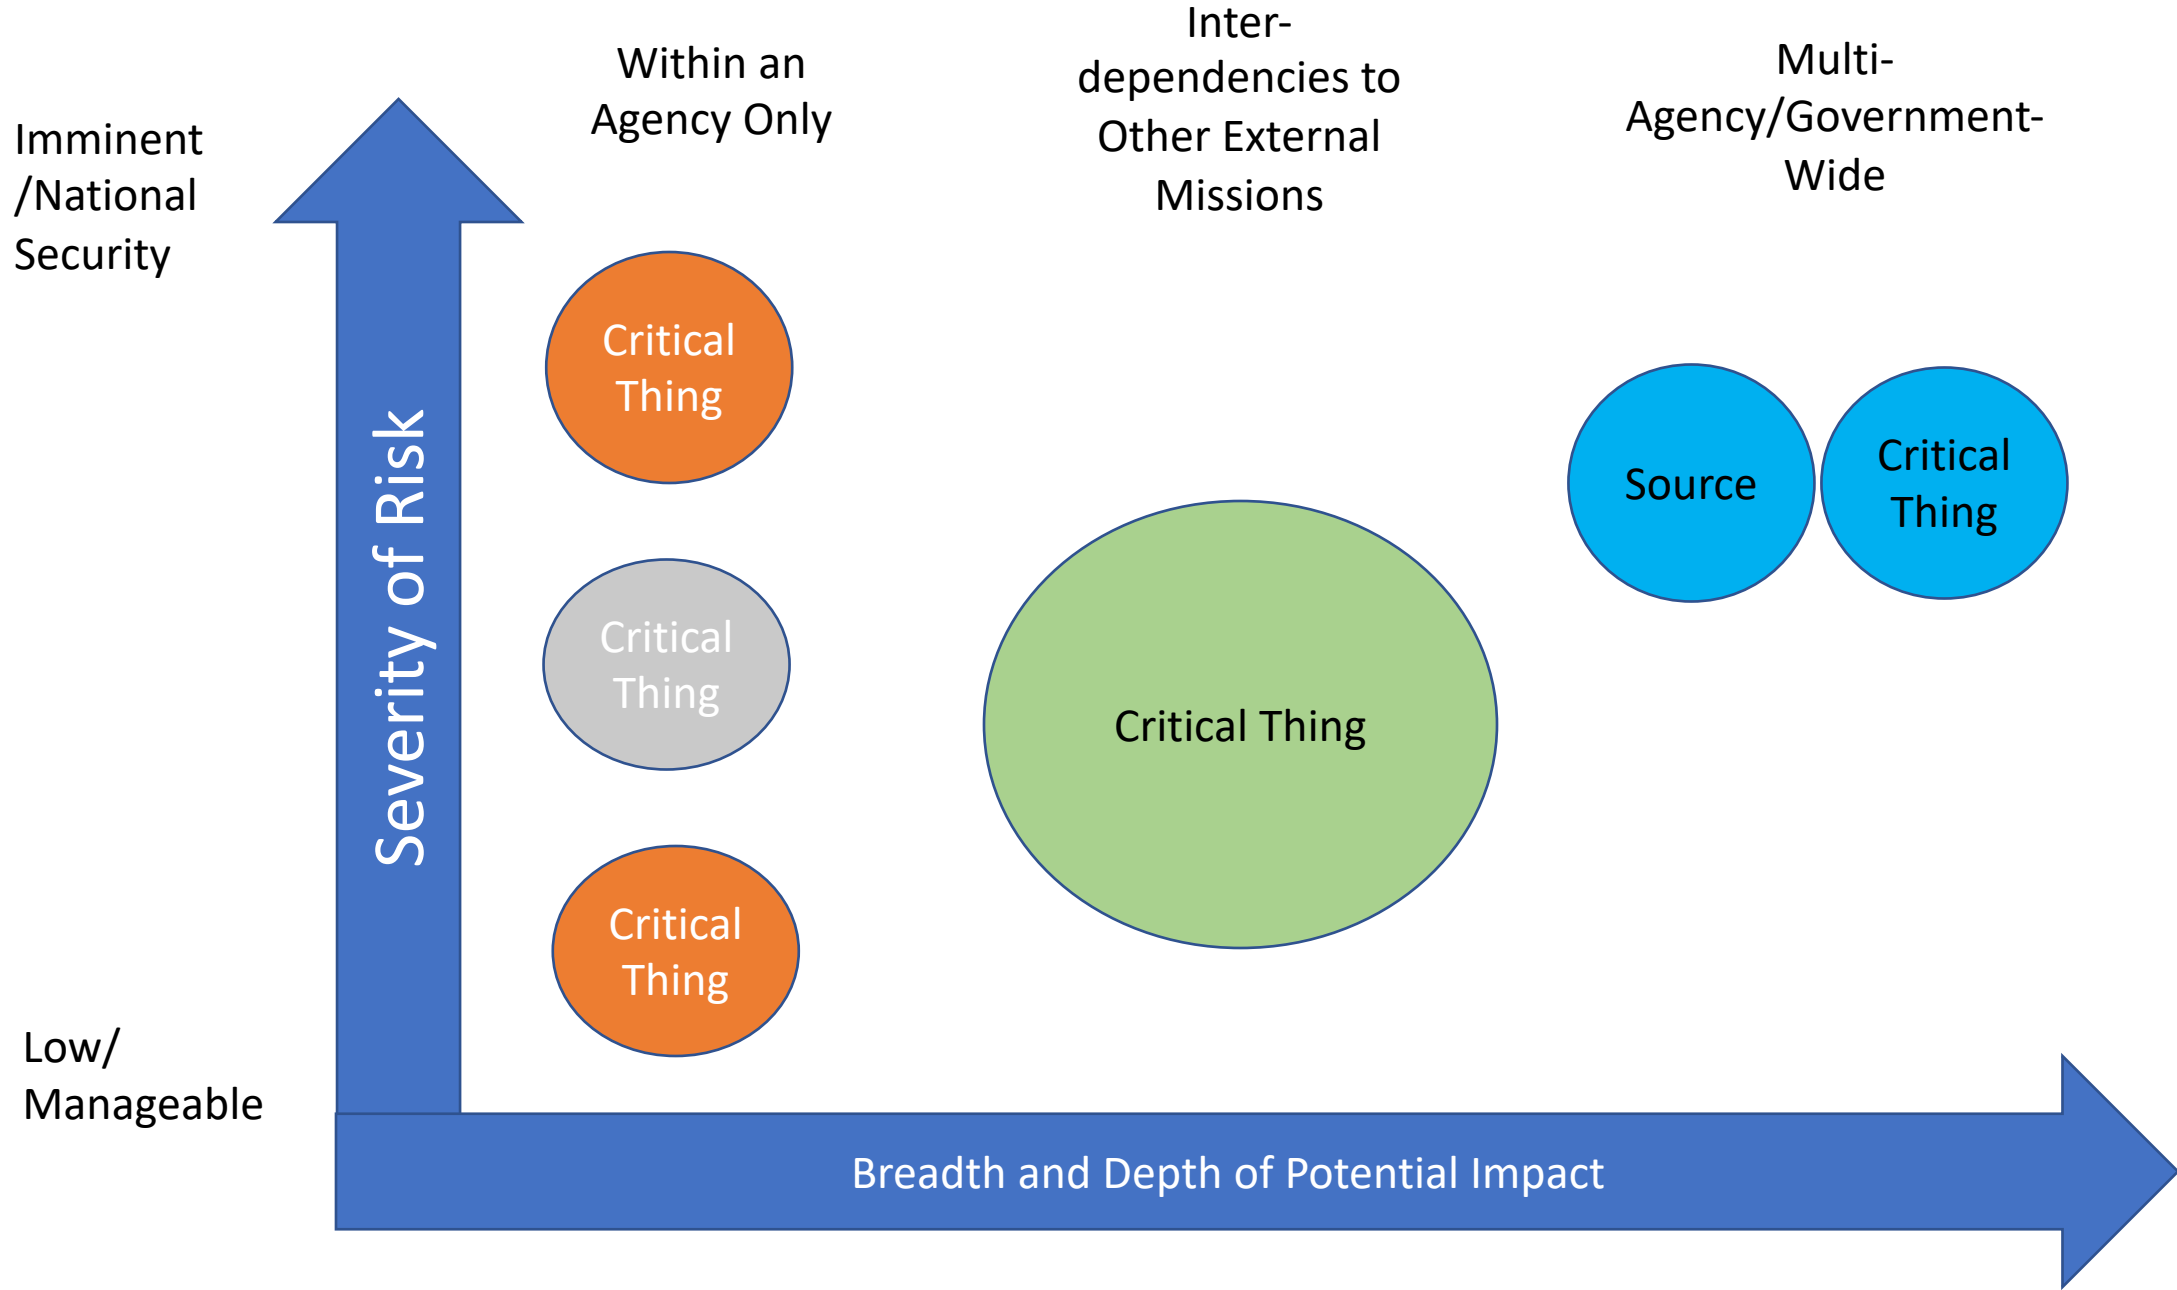 Inter-
dependencies to
Other External
Missions
Within an
Agency Only
Multi-
Agency/Government-
Wide
Imminent
/National
Security
Severity of Risk
Critical
Thing
Source
Critical
Thing
Critical
Thing
Critical Thing
Critical
Thing
Low/
Manageable
Breadth and Depth of Potential Impact